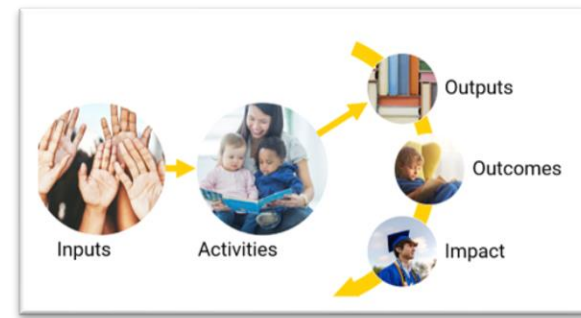 Inputs
Activities
Outputs
Outcomes
Impact